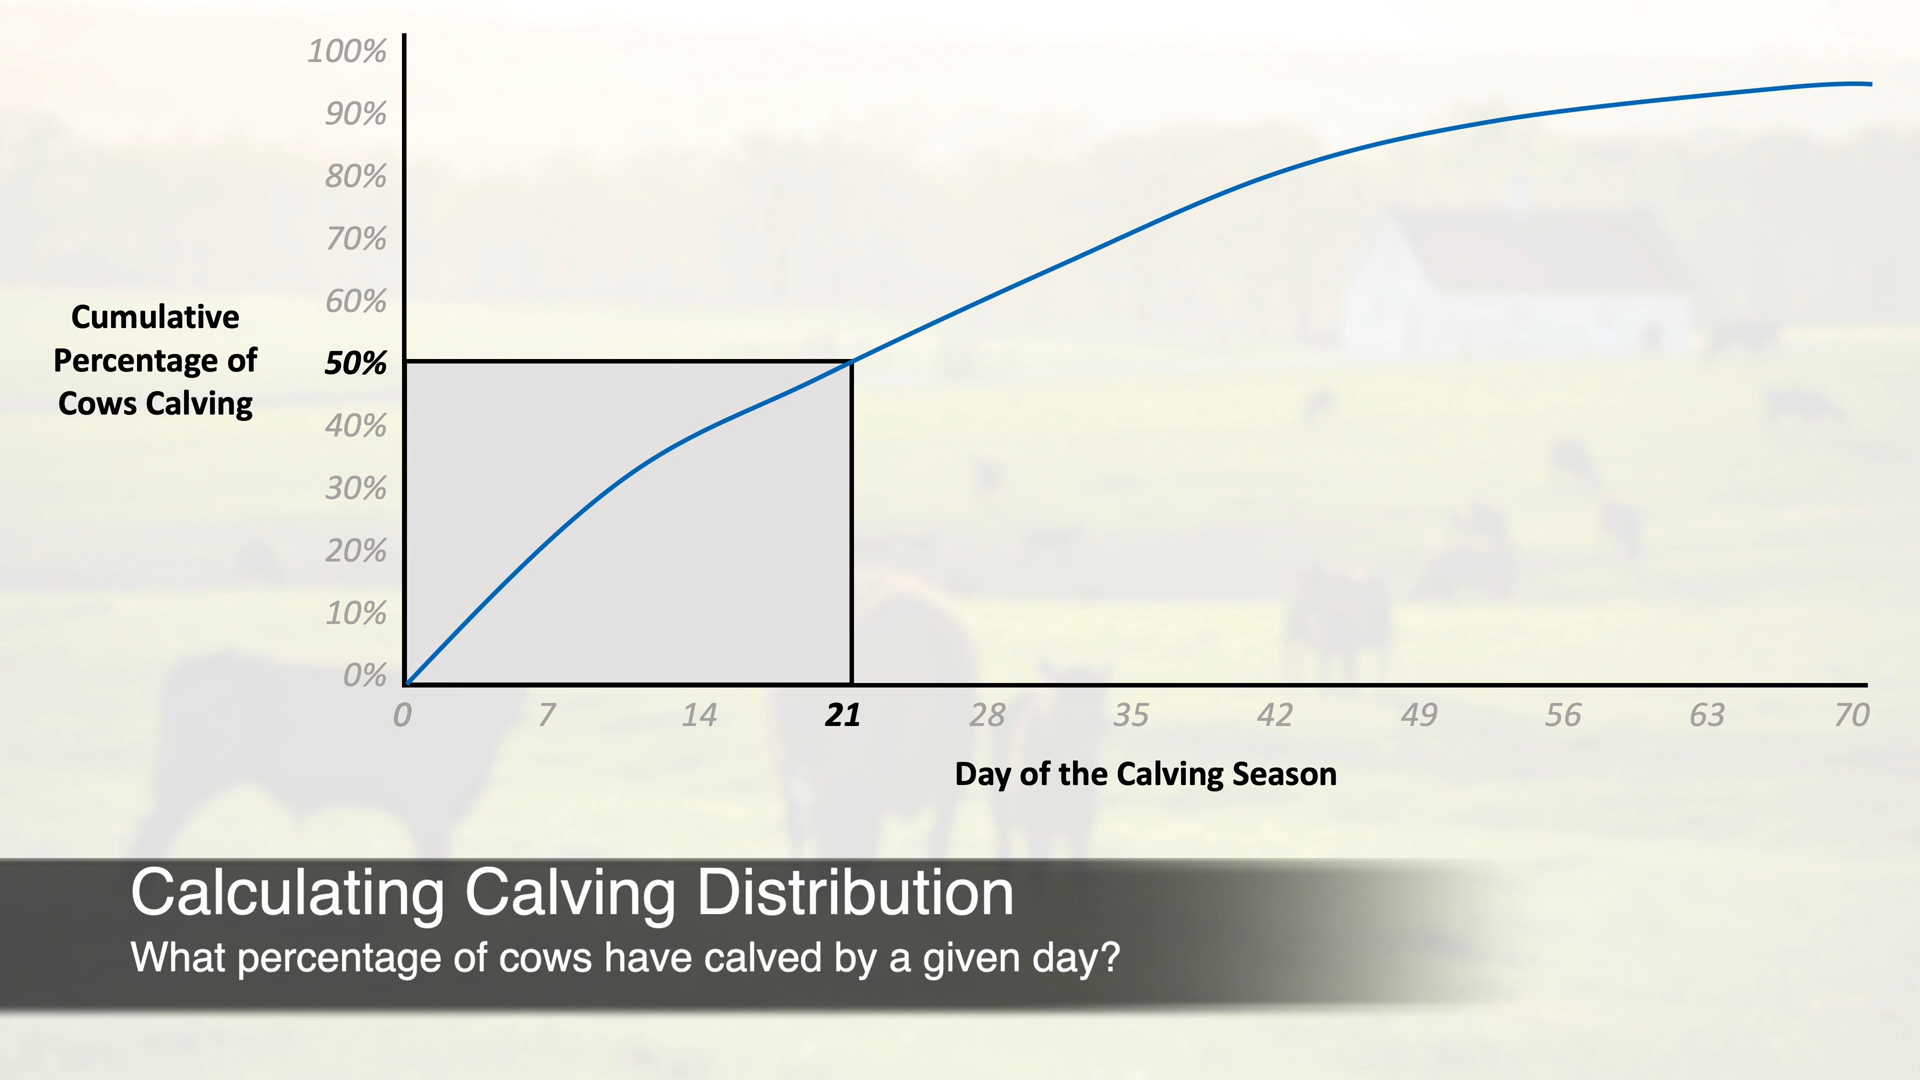 100%
90%
80%
70%
60%
50%
40%
30%
20%
10%
0%
Cumulative
Percentage of
Cows Calving
0 7 14 21 28 35 42 49 56 63 70
Day of the Calving Season
Calculating Calving Distribution
What percentage of cows have calved by a given day?